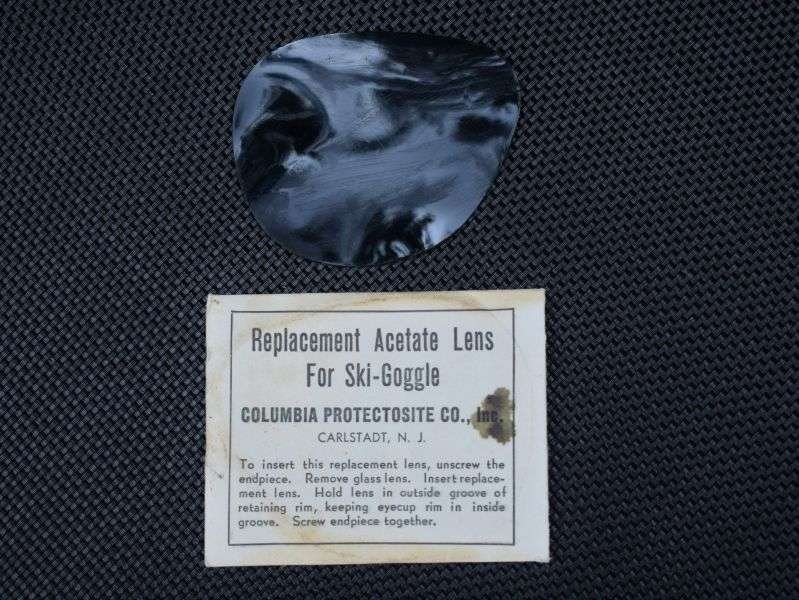 Replacement Acetate Lens
For Ski-Goggle
COLUMBIA PROTECTOSITE CO., Inc.
CARLSTADT, N. J.
To insert this replacement lens, unscrew the
endpiece. Remove glass lens. Insert replace-
ment lens. Hold lens in outside groove of
retaining rim, keeping eyecup rim in inside
groove. Screw endpiece together.